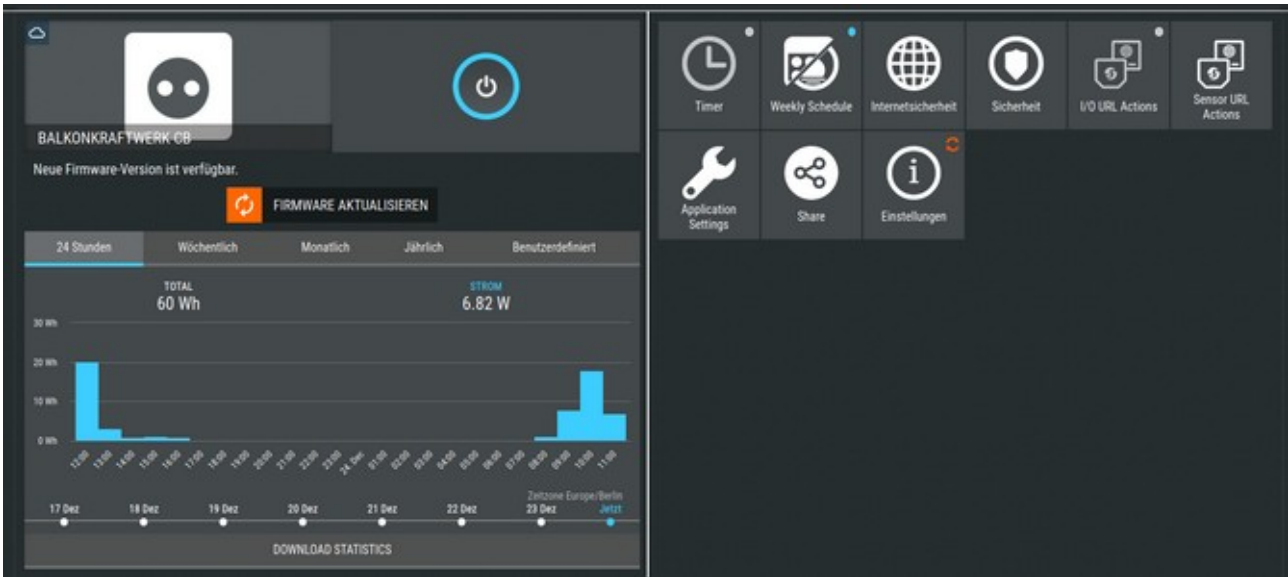 BALKONKRAFTWERK CB
Neue Firmware-Version ist verfügbar.
FIRMWARE AKTUALISIEREN
24 Stunden Wöchentlich Monatlich Jährlich Benutzerdefiniert
TOTAL STROM
60 Wh 6.82 W
30 Wh
20 Wh
10 Wh
0 Wh
12:00 13:00 14:00 15:00 16:00 17:00 18:00 19:00 20:00 21:00 22:00 23:00 24. Dez. 01:00 02:00 03:00 04:00 05:00 06:00 07:00 08:00 09:00 10:00 11:00
Zeitzone Europe/Berlin
17 Dez 18 Dez 19 Dez 20 Dez 21 Dez 22 Dez 23 Dez Jetzt
DOWNLOAD STATISTICS
Timer Weekly Schedule Internetsicherheit Sicherheit I/O URL Actions Sensor URL
Actions
Application
Settings Share Einstellungen